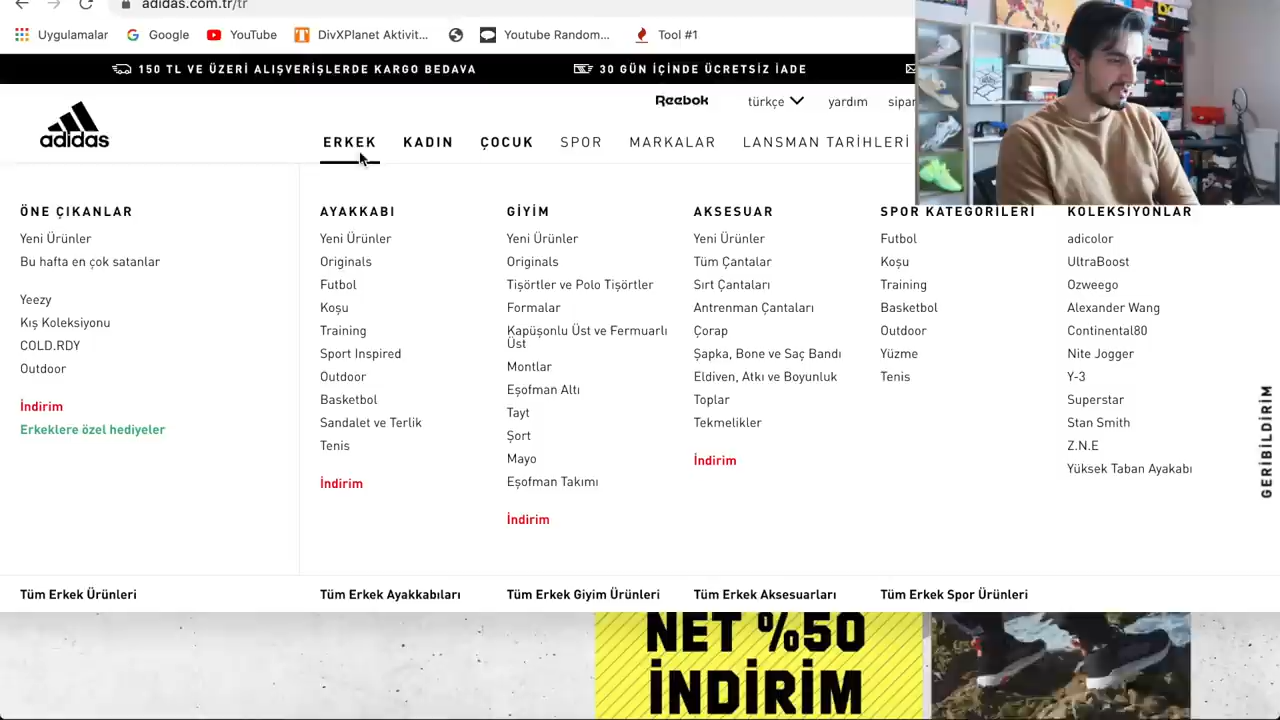 adidas.com.tr/tr
Uygulamalar
Google
YouTube
DivXPlanet Aktivit...
Youtube Random...
Tool #1
150 TL VE ÜZERİ ALIŞVERİŞLERDE KARGO BEDAVA
30 GÜN İÇİNDE ÜCRETSİZ İADE
Reebok
türkçe
yardım
sipar
adidas
ERKEK
KADIN
ÇOCUK
SPOR
MARKALAR
LANSMAN TARİHLERİ
ÖNE ÇIKANLAR
Yeni Ürünler
Bu hafta en çok satanlar
Yeezy
Kış Koleksiyonu
COLD.RDY
Outdoor
İndirim
Erkeklere özel hediyeler
AYAKKABI
Yeni Ürünler
Originals
Futbol
Koşu
Training
Sport Inspired
Outdoor
Basketbol
Sandalet ve Terlik
Tenis
İndirim
GİYİM
Yeni Ürünler
Originals
Tişörtler ve Polo Tişörtler
Formalar
Kapüşonlu Üst ve Fermuarlı
Üst
Montlar
Eşofman Altı
Tayt
Şort
Mayo
Eşofman Takımı
İndirim
AKSESUAR
Yeni Ürünler
Tüm Çantalar
Sırt Çantaları
Antrenman Çantaları
Çorap
Şapka, Bone ve Saç Bandı
Eldiven, Atkı ve Boyunluk
Toplar
Tekmelikler
İndirim
SPOR KATEGORİLERİ
Futbol
Koşu
Training
Basketbol
Outdoor
Yüzme
Tenis
KOLEKSİYONLAR
adicolor
UltraBoost
Ozweego
Alexander Wang
Continental80
Nite Jogger
Y-3
Superstar
Stan Smith
Z.N.E
Yüksek Taban Ayakabı
GERİBİLDİRİM
Tüm Erkek Ürünleri
Tüm Erkek Ayakkabıları
Tüm Erkek Giyim Ürünleri
Tüm Erkek Aksesuarları
Tüm Erkek Spor Ürünleri
NET %50
İNDİRİM